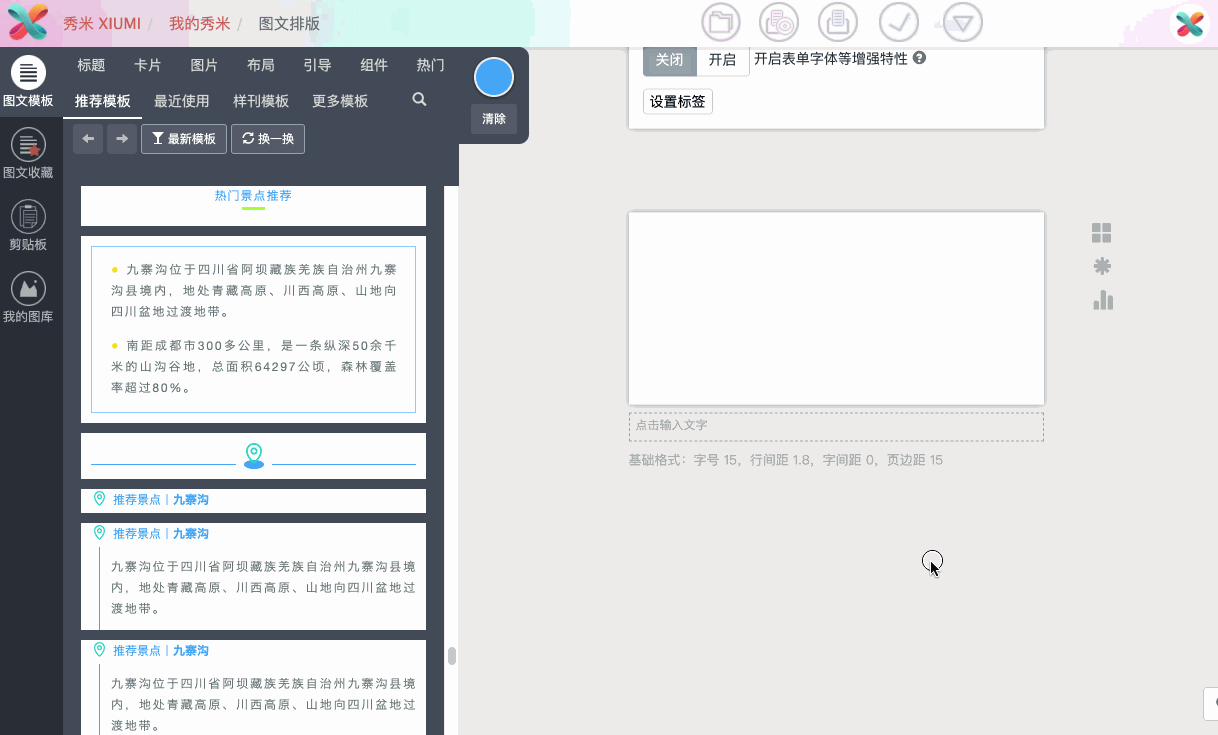 秀米 XIUMI / 我的秀米 / 图文排版
图文模板
图文收藏
剪贴板
我的图库
标题 卡片 图片 布局 引导 组件 热门
推荐模板 最近使用 样刊模板 更多模板
最新模板 换一换
清除
热门景点推荐
九寨沟位于四川省阿坝藏族羌族自治州九寨
沟县境内，地处青藏高原、川西高原、山地向
四川盆地过渡地带。
南距成都市300多公里，是一条纵深50余千
米的山沟谷地，总面积64297公顷，森林覆盖
率超过80%。
推荐景点｜九寨沟
推荐景点｜九寨沟
九寨沟位于四川省阿坝藏族羌族自治州九寨沟县境
内，地处青藏高原、川西高原、山地向四川盆地过
渡地带。
推荐景点｜九寨沟
九寨沟位于四川省阿坝藏族羌族自治州九寨沟县境
内，地处青藏高原、川西高原、山地向四川盆地过
渡地带。
关闭 开启 开启表单字体等增强特性 ?
设置标签
点击输入文字
基础格式：字号 15，行间距 1.8，字间距 0，页边距 15